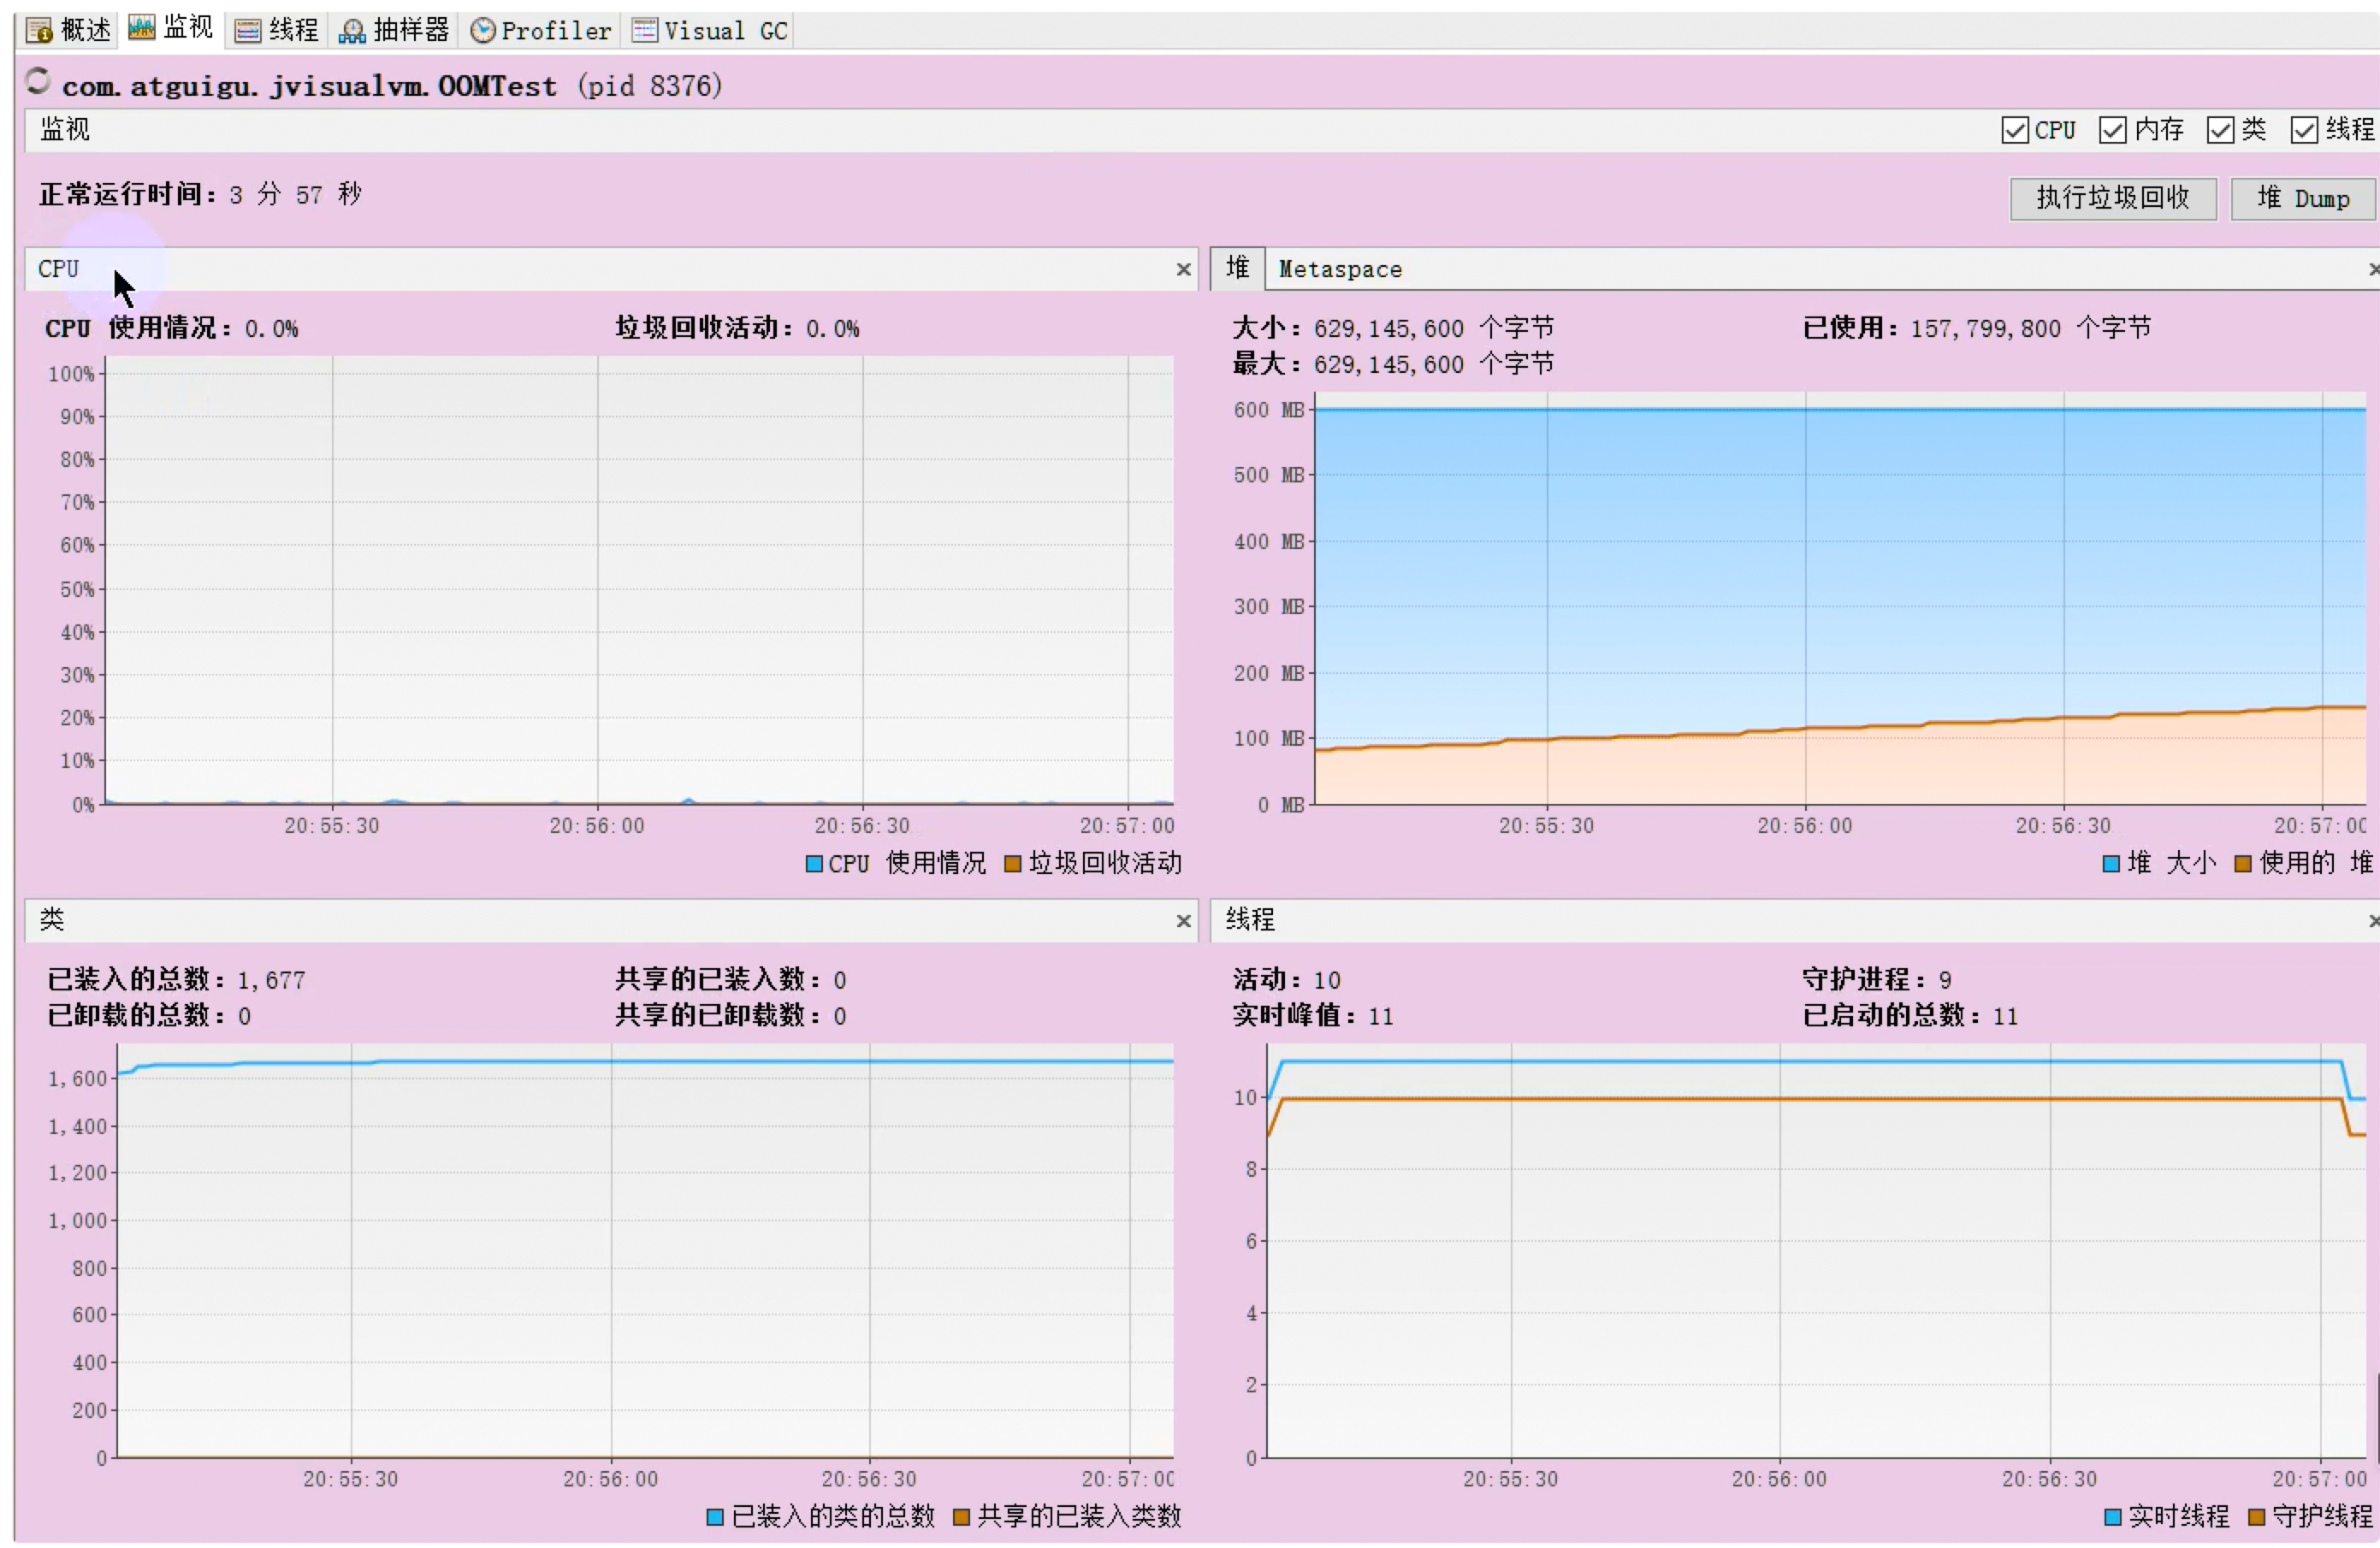 概述 监视 线程 抽样器 Profiler Visual GC
com.atguigu.jvisualvm.OOMTest (pid 8376)
监视 CPU 内存 类 线程
正常运行时间：3 分 57 秒 执行垃圾回收 堆 Dump
CPU
CPU 使用情况：0.0% 垃圾回收活动：0.0%
100%
90%
80%
70%
60%
50%
40%
30%
20%
10%
0%
20:55:30 20:56:00 20:56:30 20:57:00
CPU 使用情况 垃圾回收活动
堆 Metaspace
大小：629,145,600 个字节 已使用：157,799,800 个字节
最大：629,145,600 个字节
600 MB
500 MB
400 MB
300 MB
200 MB
100 MB
0 MB
20:55:30 20:56:00 20:56:30 20:57:00
堆 大小 使用的 堆
类
已装入的总数：1,677 共享的已装入数：0
已卸载的总数：0 共享的已卸载数：0
1,600
1,400
1,200
1,000
800
600
400
200
0
20:55:30 20:56:00 20:56:30 20:57:00
已装入的类的总数 共享的已装入类数
线程
活动：10 守护进程：9
实时峰值：11 已启动的总数：11
10
8
6
4
2
0
20:55:30 20:56:00 20:56:30 20:57:00
实时线程 守护线程